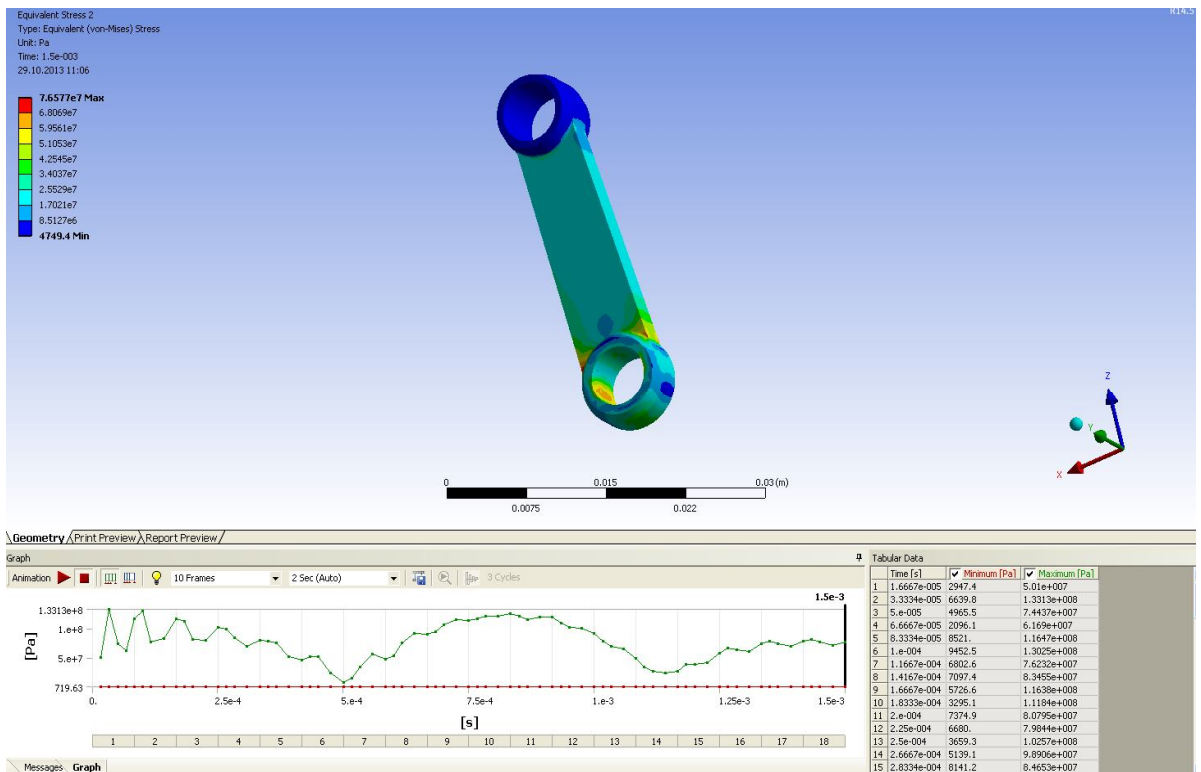 Equivalent Stress 2
Type: Equivalent (von-Mises) Stress
Unit: Pa
Time: 1.5e-003
29.10.2013 11:06
R14.5
7.6577e7 Max
6.8069e7
5.9561e7
5.1053e7
4.2545e7
3.4037e7
2.5529e7
1.7021e7
8.5127e6
4749.4 Min
Z
Y
X
0 0.015 0.03 (m)
0.0075 0.022
Geometry Print Preview Report Preview
Graph
Animation 10 Frames 2 Sec (Auto) 3 Cycles
1.5e-3
1.3313e+8
1.e+8
[Pa]
5.e+7
719.63
0. 2.5e-4 5.e-4 7.5e-4 1.e-3 1.25e-3 1.5e-3
[s]
1 2 3 4 5 6 7 8 9 10 11 12 13 14 15 16 17 18
Messages Graph
Tabular Data
Time [s] Minimum [Pa] Maximum [Pa]
1 1.6667e-005 2947.4 5.01e+007
2 3.3334e-005 6639.8 1.3313e+008
3 5.e-005 4965.5 7.4437e+007
4 6.6667e-005 2096.1 6.169e+007
5 8.3334e-005 8521. 1.1647e+008
6 1.e-004 9452.5 1.3025e+008
7 1.1667e-004 6802.6 7.6232e+007
8 1.4167e-004 7097.4 8.3455e+007
9 1.6667e-004 5726.6 1.1638e+008
10 1.8333e-004 3295.1 1.1184e+008
11 2.e-004 7374.9 8.0795e+007
12 2.25e-004 6680. 7.9844e+007
13 2.5e-004 3659.3 1.0257e+008
14 2.6667e-004 5139.1 9.8906e+007
15 2.8334e-004 8141.2 8.4653e+007